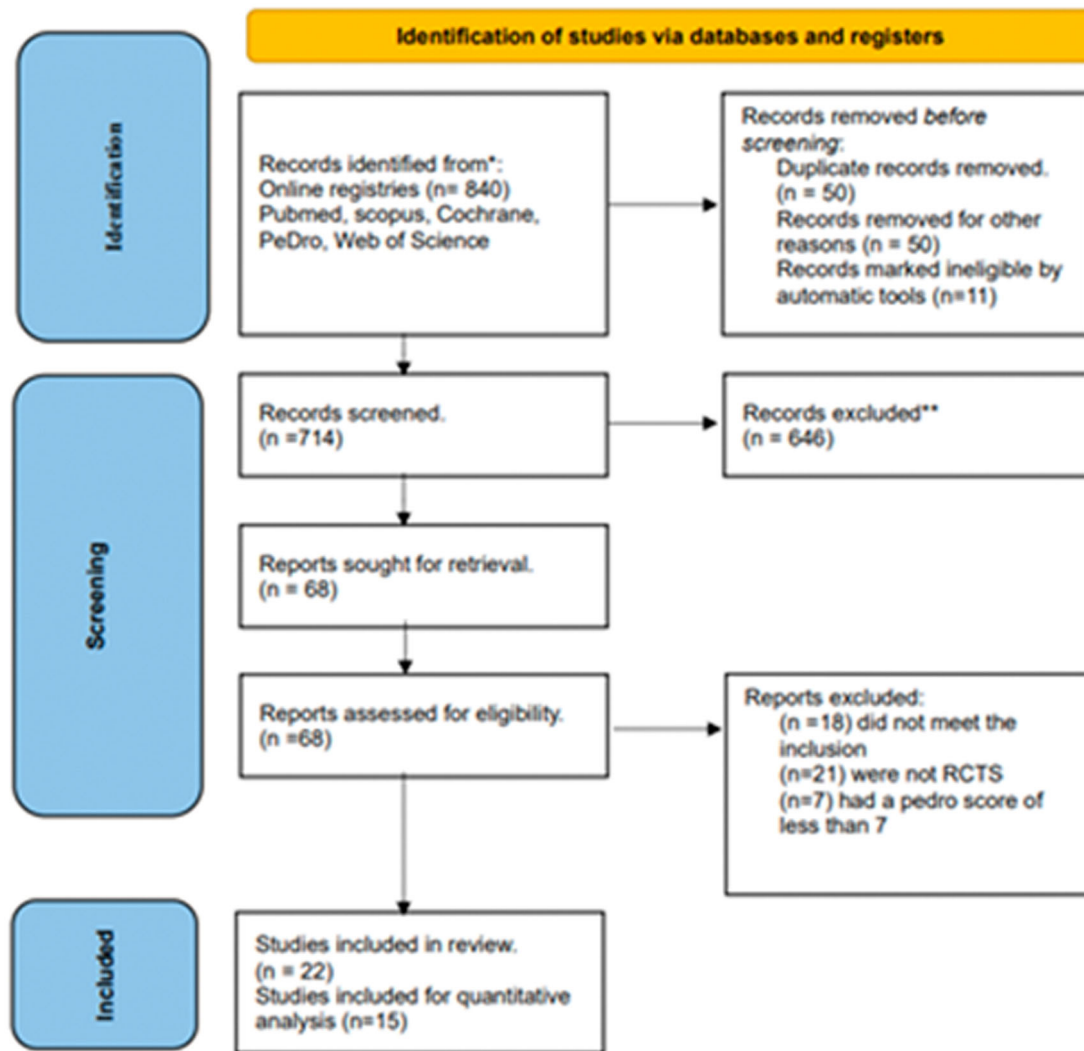 Identification of studies via databases and registers
Identification
Records identified from*:
Online registries (n= 840)
Pubmed, scopus, Cochrane,
PeDro, Web of Science
Records removed before
screening:
Duplicate records removed.
(n = 50)
Records removed for other
reasons (n = 50)
Records marked ineligible by
automatic tools (n=11)
Screening
Records screened.
(n =714)
Records excluded**
(n = 646)
Reports sought for retrieval.
(n = 68)
Reports assessed for eligibility.
(n =68)
Reports excluded:
(n =18) did not meet the
inclusion
(n=21) were not RCTS
(n=7) had a pedro score of
less than 7
Included
Studies included in review.
(n = 22)
Studies included for quantitative
analysis (n=15)